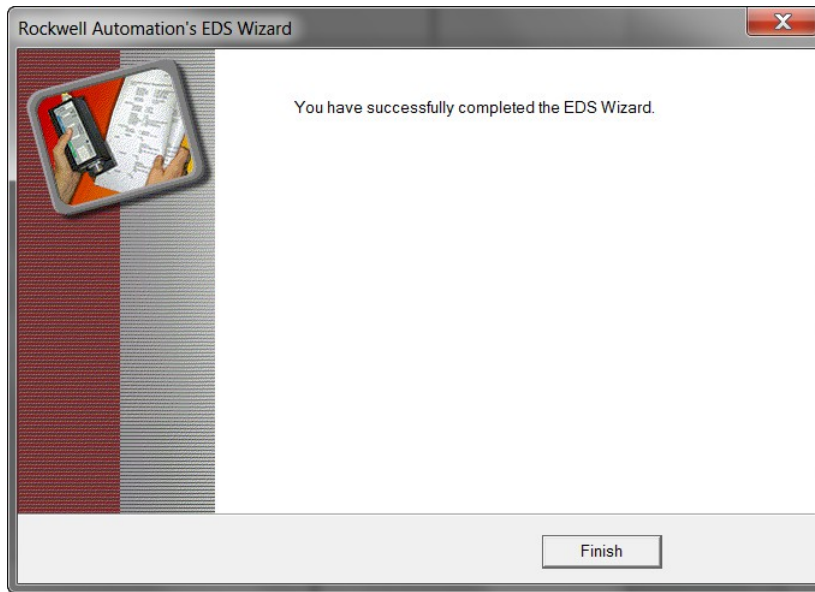 Rockwell Automation's EDS Wizard
You have successfully completed the EDS Wizard.
Finish